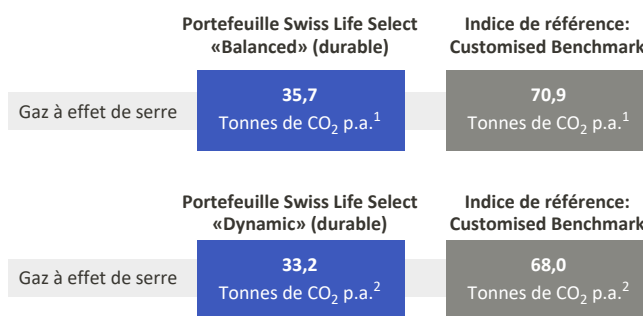 Portefeuille Swiss Life Select
«Balanced» (durable)
Indice de référence:
Customised Benchmark
Gaz à effet de serre
35,7
Tonnes de CO₂ p.a.¹
70,9
Tonnes de CO₂ p.a.¹
Portefeuille Swiss Life Select
«Dynamic» (durable)
Indice de référence:
Customised Benchmark
Gaz à effet de serre
33,2
Tonnes de CO₂ p.a.²
68,0
Tonnes de CO₂ p.a.²